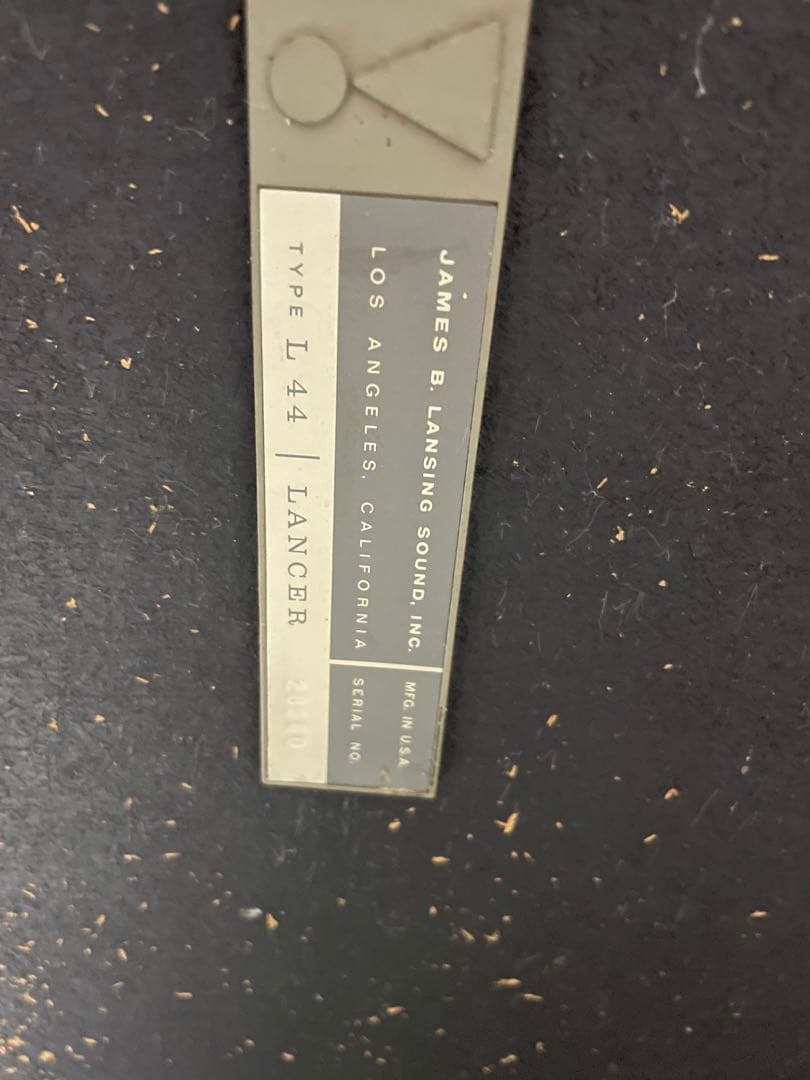 JAMES B. LANSING SOUND, INC.
LOS ANGELES, CALIFORNIA
MFG. IN U.S.A.
SERIAL NO.
TYPE L 44 | LANCER